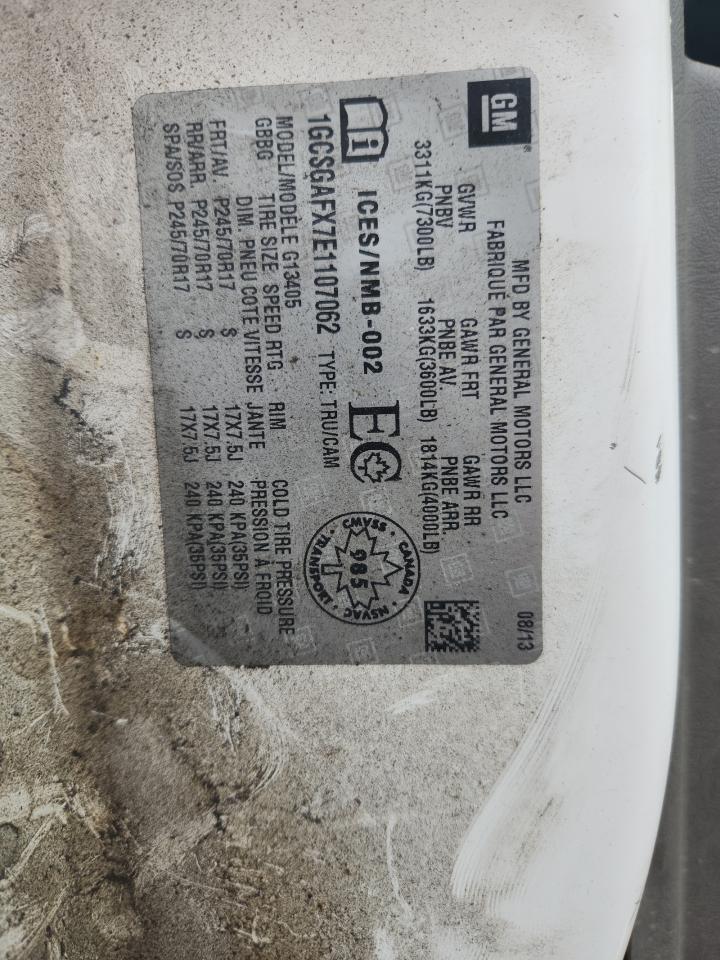 GM
MFD BY GENERAL MOTORS LLC
FABRIQUÉ PAR GENERAL MOTORS LLC
08/13
GVWR GAWR FRT GAWR RR
PNBV PNBE AV. PNBE ARR.
3311KG(7300LB) 1633KG(3600LB) 1814KG(4000LB)
i ICES/NMB-002 EC
CANADA • NSVAC • TRANSPORT • CMVSS •
985
1GCSGAFX7E1107062 TYPE: TRU/CAM
MODEL/MODÈLE G13405
GBBG TIRE SIZE SPEED RTG RIM COLD TIRE PRESSURE
DIM. PNEU COTE VITESSE JANTE PRESSION À FROID
FRT/AV. P245/70R17 S 17X7.5J 240 KPA(35PSI)
RR/ARR. P245/70R17 S 17X7.5J 240 KPA(35PSI)
SPA/SOS P245/70R17 S 17X7.5J 240 KPA(35PSI)